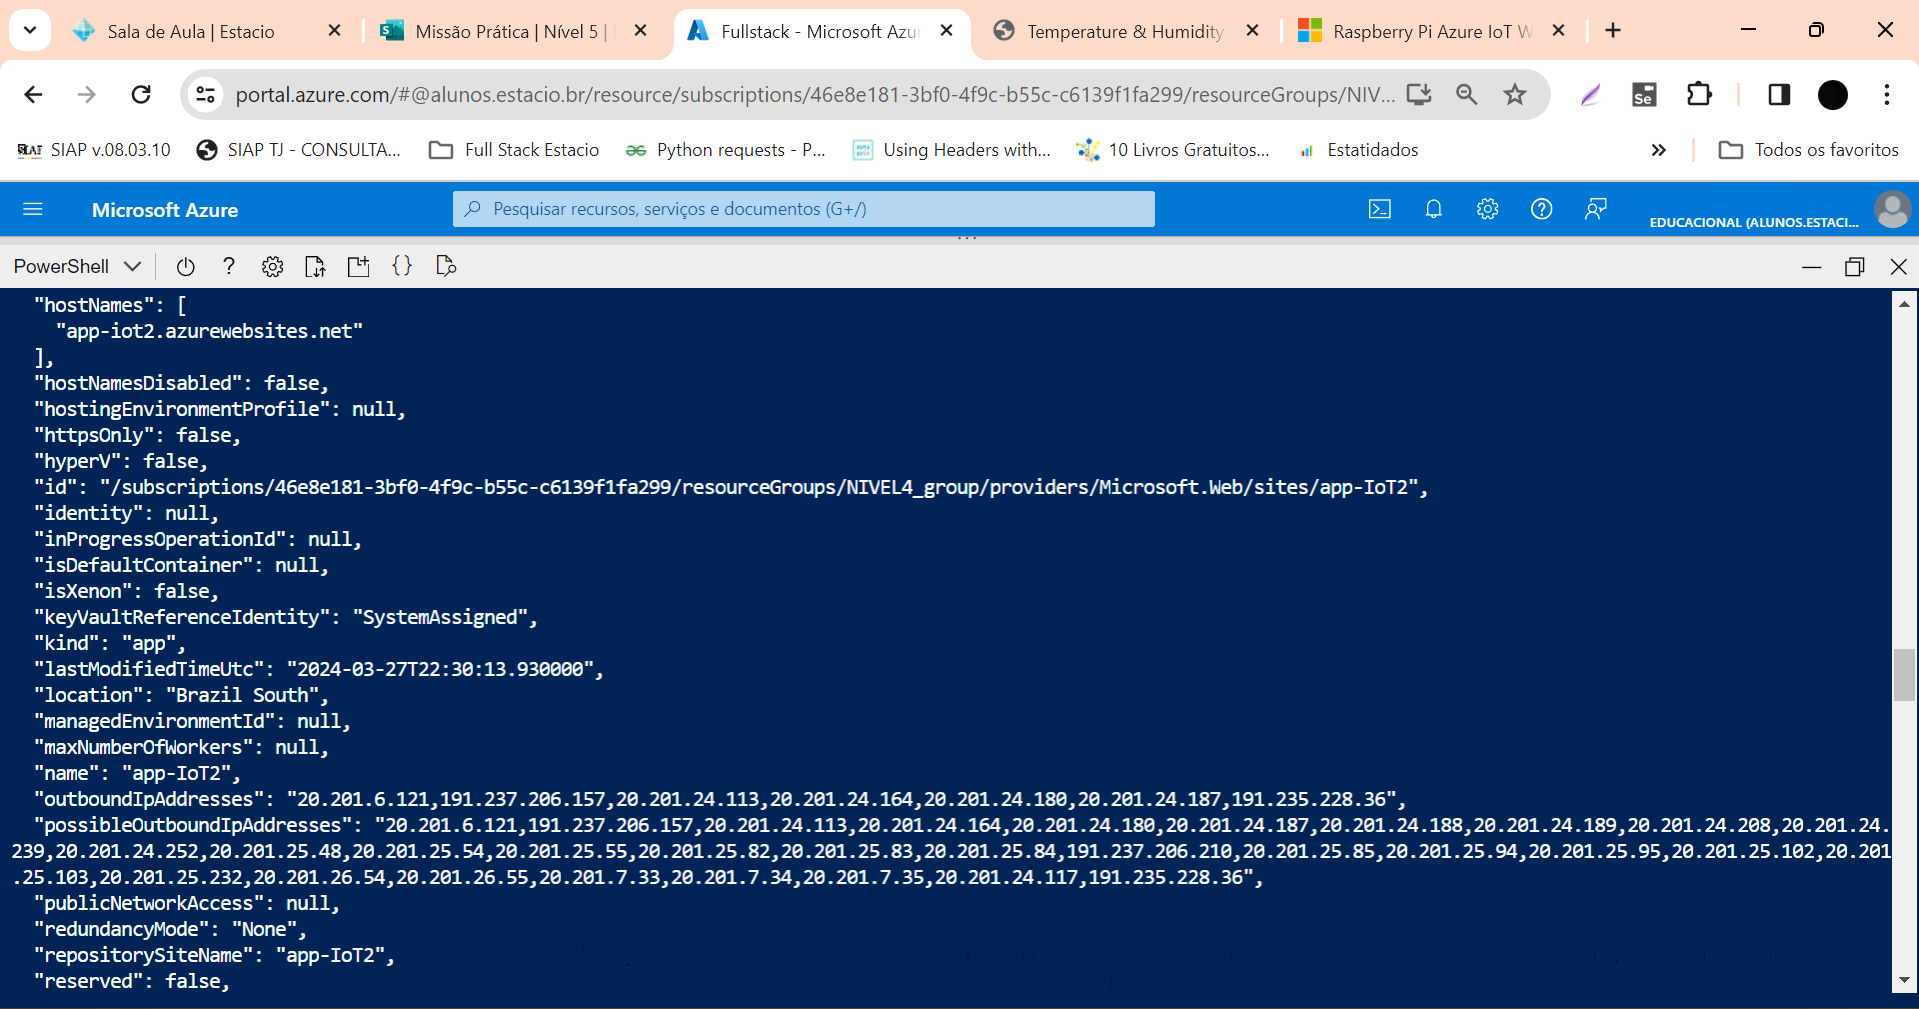 Sala de Aula | Estacio
Missão Prática | Nível 5 |
Fullstack - Microsoft Azu
Temperature & Humidity
Raspberry Pi Azure IoT W
portal.azure.com/#@alunos.estacio.br/resource/subscriptions/46e8e181-3bf0-4f9c-b55c-c6139f1fa299/resourceGroups/NIV...
Se
SIAP v.08.03.10
SIAP TJ - CONSULTA...
Full Stack Estacio
Python requests - P...
Using Headers with...
10 Livros Gratuitos...
Estatidados
Todos os favoritos
Microsoft Azure
Pesquisar recursos, serviços e documentos (G+/)
EDUCACIONAL (ALUNOS.ESTACI...
PowerShell
"hostNames": [
"app-iot2.azurewebsites.net"
],
"hostNamesDisabled": false,
"hostingEnvironmentProfile": null,
"httpsOnly": false,
"hyperV": false,
"id": "/subscriptions/46e8e181-3bf0-4f9c-b55c-c6139f1fa299/resourceGroups/NIVEL4_group/providers/Microsoft.Web/sites/app-IoT2",
"identity": null,
"inProgressOperationId": null,
"isDefaultContainer": null,
"isXenon": false,
"keyVaultReferenceIdentity": "SystemAssigned",
"kind": "app",
"lastModifiedTimeUtc": "2024-03-27T22:30:13.930000",
"location": "Brazil South",
"managedEnvironmentId": null,
"maxNumberOfWorkers": null,
"name": "app-IoT2",
"outboundIpAddresses": "20.201.6.121,191.237.206.157,20.201.24.113,20.201.24.164,20.201.24.180,20.201.24.187,191.235.228.36",
"possibleOutboundIpAddresses": "20.201.6.121,191.237.206.157,20.201.24.113,20.201.24.164,20.201.24.180,20.201.24.187,20.201.24.188,20.201.24.189,20.201.24.208,20.201.24.
239,20.201.24.252,20.201.25.48,20.201.25.54,20.201.25.55,20.201.25.82,20.201.25.83,20.201.25.84,191.237.206.210,20.201.25.85,20.201.25.94,20.201.25.95,20.201.25.102,20.201
.25.103,20.201.25.232,20.201.26.54,20.201.26.55,20.201.7.33,20.201.7.34,20.201.7.35,20.201.24.117,191.235.228.36",
"publicNetworkAccess": null,
"redundancyMode": "None",
"repositorySiteName": "app-IoT2",
"reserved": false,